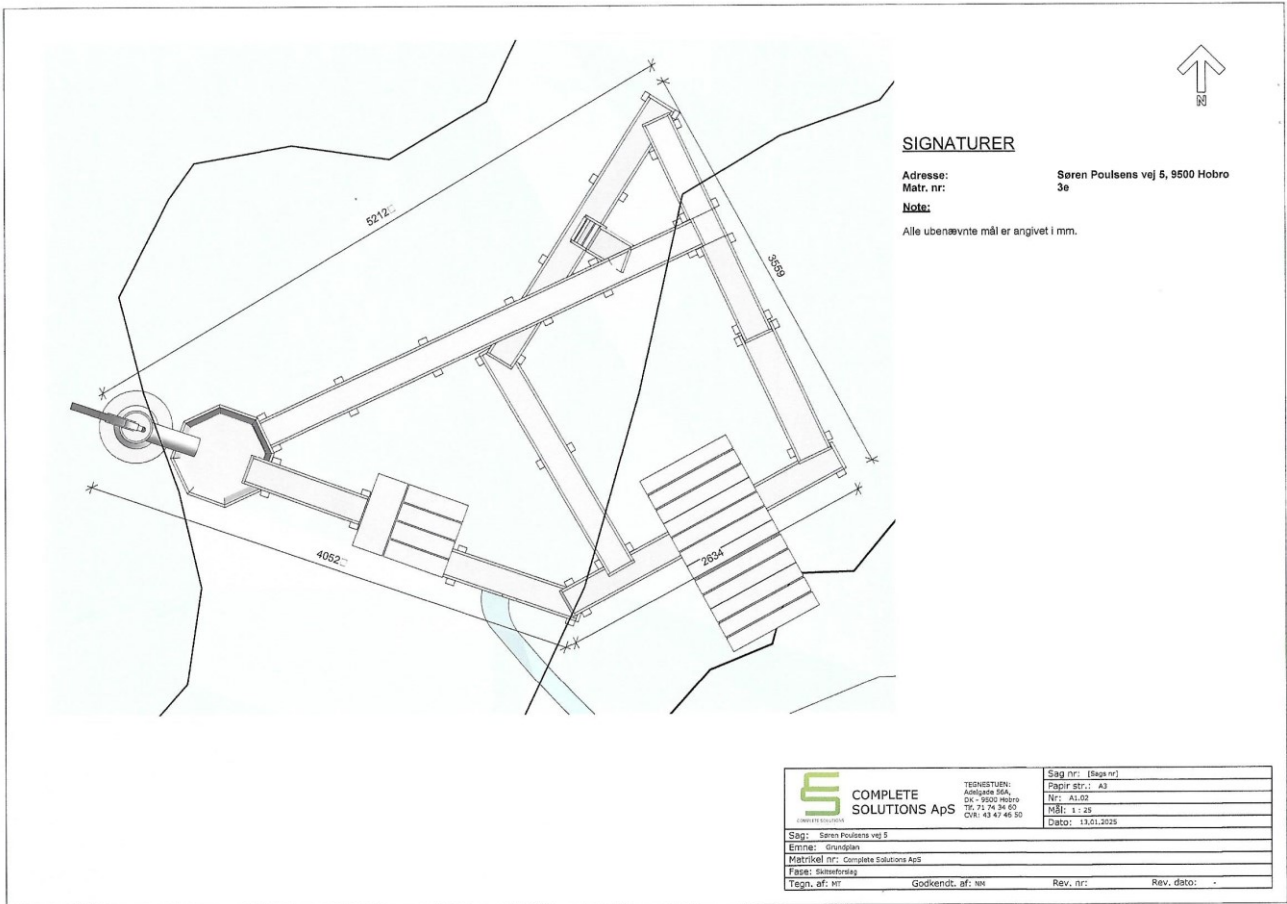 N
SIGNATURER
Adresse: Søren Poulsens vej 5, 9500 Hobro
Matr. nr: 3e
Note:
Alle ubenævnte mål er angivet i mm.
5212□
3559
4052□
2634
COMPLETE SOLUTIONS
COMPLETE
SOLUTIONS ApS
TEGNESTUEN:
Adelgade 56A,
DK - 9500 Hobro
Tlf. 71 74 34 60
CVR: 43 47 46 50
Sag nr: [Sags nr]
Papir str.: A3
Nr: A1.02
Mål: 1 : 25
Dato: 13.01.2025
Sag: Søren Poulsens vej 5
Emne: Grundplan
Matrikel nr: Complete Solutions ApS
Fase: Skitseforslag
Tegn. af: MT Godkendt. af: NM Rev. nr: Rev. dato: -